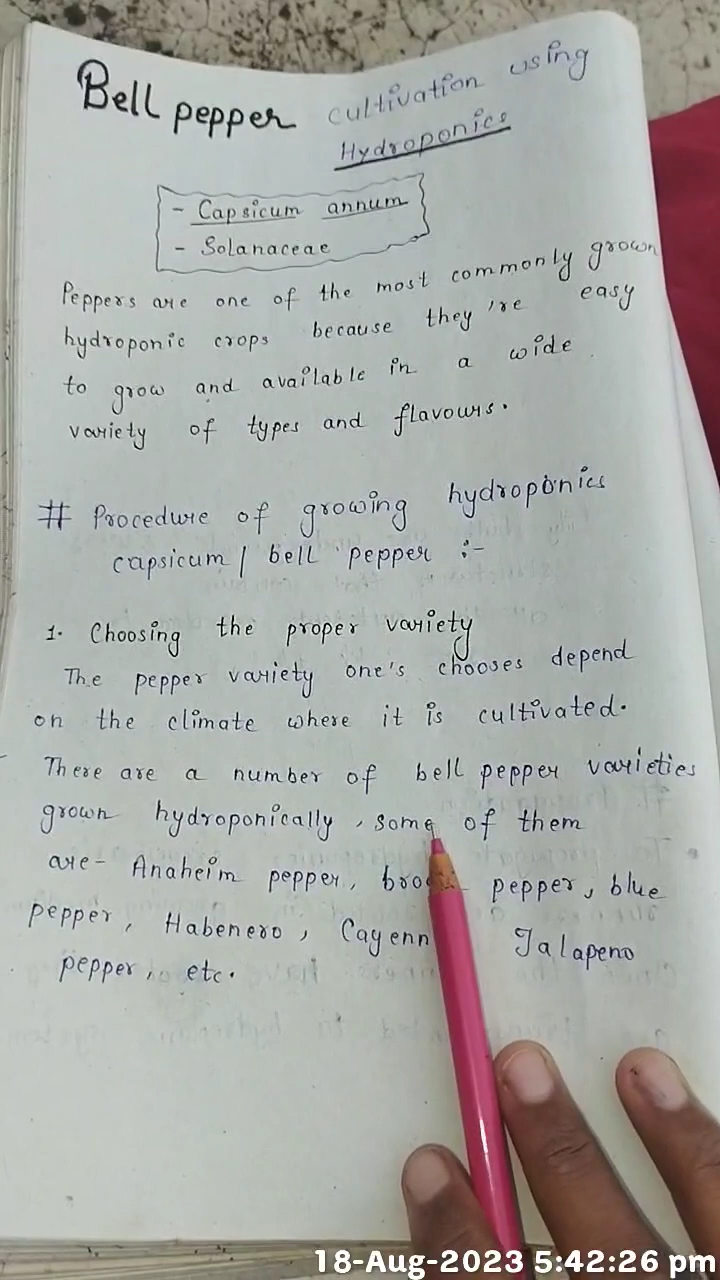 Bell pepper cultivation using
Hydroponics
- Capsicum annum
- Solanaceae
Peppers are one of the most commonly grown
hydroponic crops because they're easy
to grow and available in a wide
variety of types and flavours.
# Procedure of growing hydroponics
capsicum / bell pepper :-
1. Choosing the proper variety
The pepper variety one's chooses depend
on the climate where it is cultivated.
There are a number of bell pepper varieties
grown hydroponically, some of them
are- Anaheim pepper, pepper, blue
pepper, Habenero, Jalapeno
pepper, etc.
18-Aug-2023 5:42:26 pm